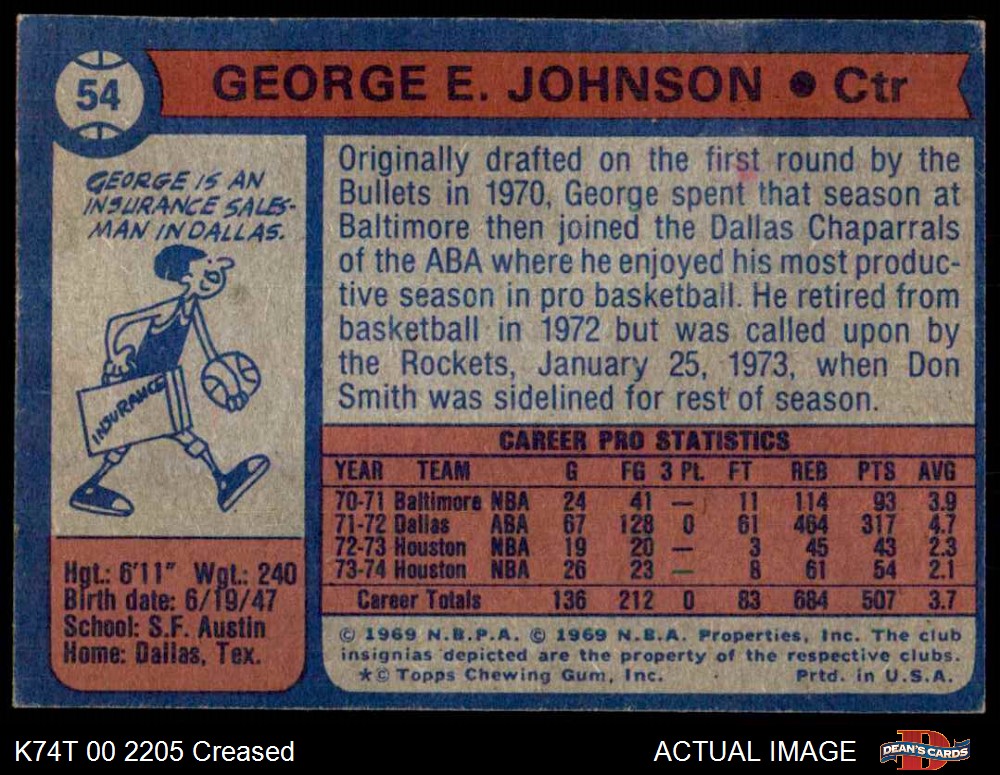 54
GEORGE E. JOHNSON • Ctr
GEORGE IS AN
INSURANCE SALES-
MAN IN DALLAS.
INSURANCE
Hgt.: 6'11" Wgt.: 240
Birth date: 6/19/47
School: S.F. Austin
Home: Dallas, Tex.
Originally drafted on the first round by the
Bullets in 1970, George spent that season at
Baltimore then joined the Dallas Chaparrals
of the ABA where he enjoyed his most produc-
tive season in pro basketball. He retired from
basketball in 1972 but was called upon by
the Rockets, January 25, 1973, when Don
Smith was sidelined for rest of season.
CAREER PRO STATISTICS
YEAR TEAM G FG 3 Pt. FT REB PTS AVG
70-71 Baltimore NBA 24 41 — 11 114 93 3.9
71-72 Dallas ABA 67 128 0 61 464 317 4.7
72-73 Houston NBA 19 20 — 3 45 43 2.3
73-74 Houston NBA 26 23 — 8 61 54 2.1
Career Totals 136 212 0 83 684 507 3.7
© 1969 N.B.P.A. © 1969 N.B.A. Properties, Inc. The club
insignias depicted are the property of the respective clubs.
*© Topps Chewing Gum, Inc. Prtd. in U.S.A.
K74T 00 2205 Creased
ACTUAL IMAGE
DEAN'S CARDS